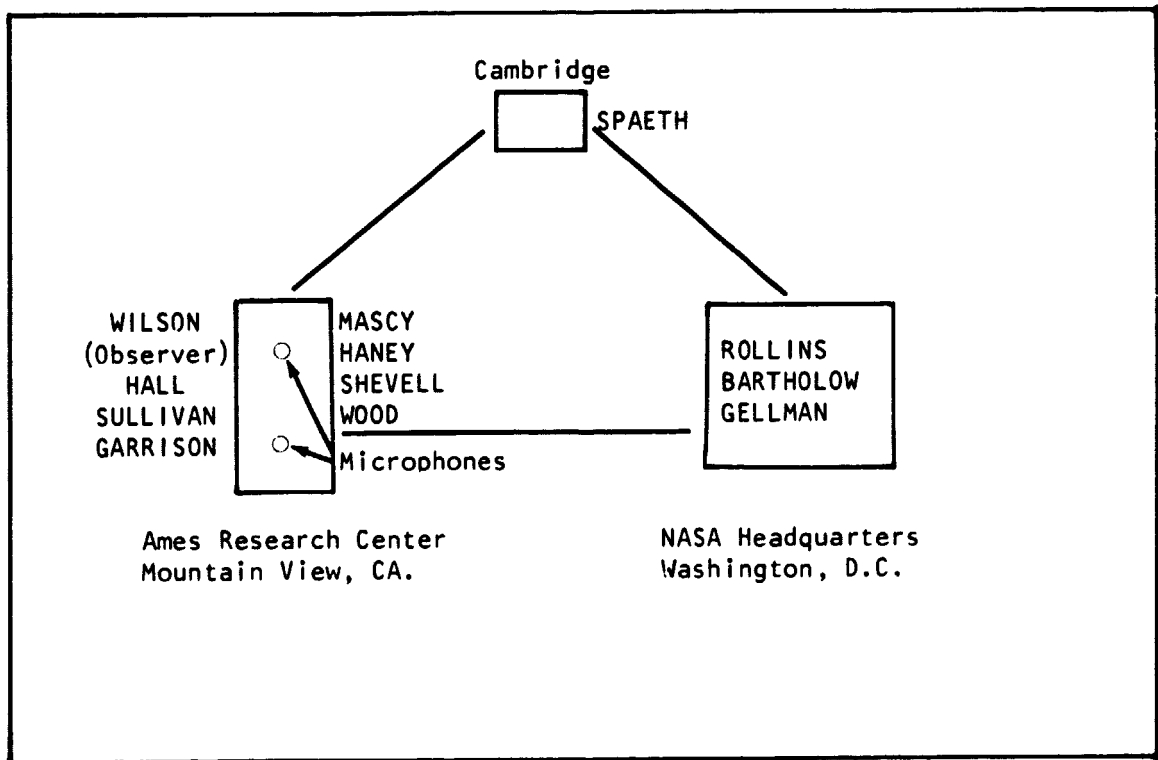 Cambridge
SPAETH
WILSON
(Observer)
HALL
SULLIVAN
GARRISON
MASCY
HANEY
SHEVELL
WOOD
Microphones
ROLLINS
BARTHOLOW
GELLMAN
Ames Research Center
Mountain View, CA.
NASA Headquarters
Washington, D.C.